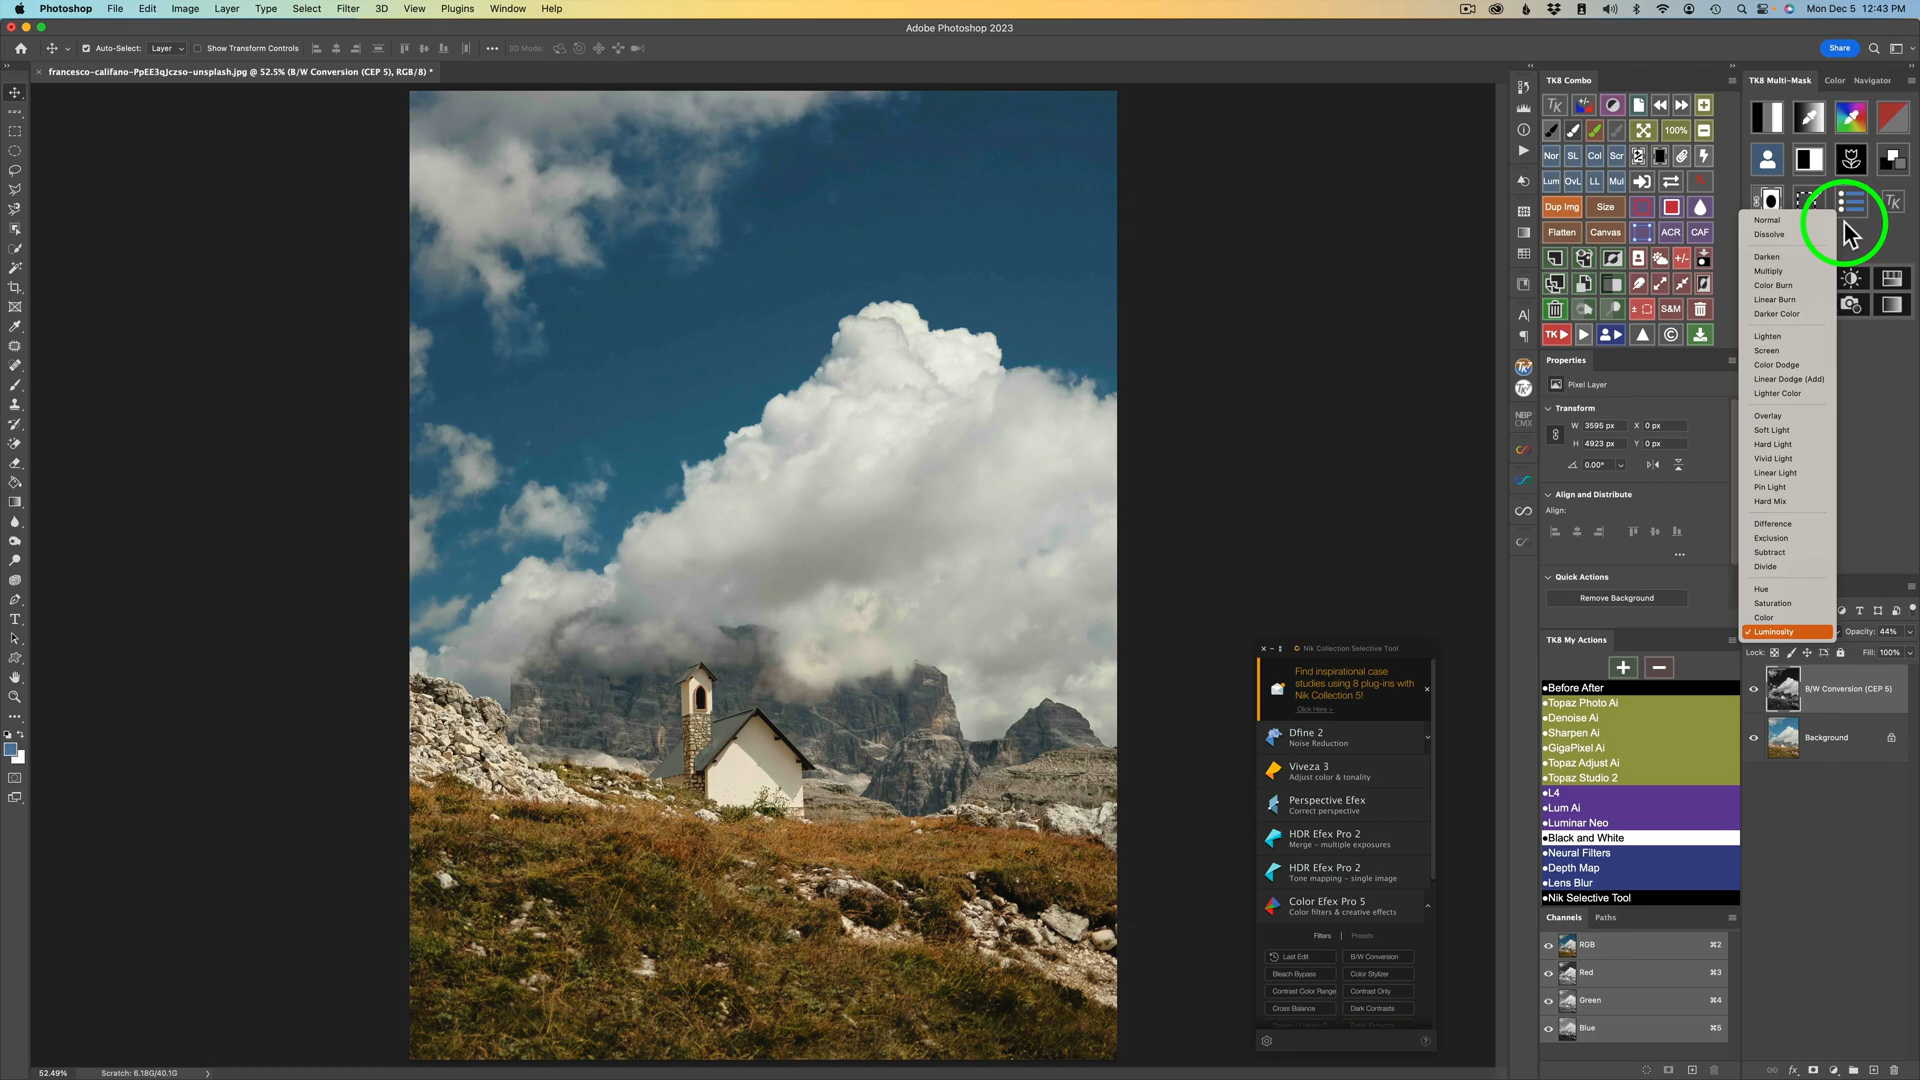 Photoshop File Edit Image Layer Type Select Filter 3D View Plugins Window Help Mon Dec 5 12:43 PM
Adobe Photoshop 2023
Auto-Select: Layer Show Transform Controls 3D Mode: Share
francesco-califano-PpEE3qJczso-unsplash.jpg @ 52.5% (B/W Conversion (CEP 5), RGB/8) *
TK8 Combo
TK
100%
Nor SL Col Scr
Lum OvL LL Mul
Dup Img Size
Flatten Canvas ACR CAF
+/-
S&M
TK
Properties
Pixel Layer
Transform
W 3595 px X 0 px
H 4923 px Y 0 px
0.00°
Align and Distribute
Align:
Quick Actions
Remove Background
TK8 My Actions
Before After
Topaz Photo Ai
Denoise Ai
Sharpen Ai
GigaPixel Ai
Topaz Adjust Ai
Topaz Studio 2
L4
Lum Ai
Luminar Neo
Black and White
Neural Filters
Depth Map
Lens Blur
Nik Selective Tool
Channels Paths
RGB ⌘2
Red ⌘3
Green ⌘4
Blue ⌘5
TK8 Multi-Mask Color Navigator
TK
Normal
Dissolve
Darken
Multiply
Color Burn
Linear Burn
Darker Color
Lighten
Screen
Color Dodge
Linear Dodge (Add)
Lighter Color
Overlay
Soft Light
Hard Light
Vivid Light
Linear Light
Pin Light
Hard Mix
Difference
Exclusion
Subtract
Divide
Hue
Saturation
Color
Luminosity
Opacity: 44%
Lock: Fill: 100%
B/W Conversion (CEP 5)
Background
NBP
CMX
Nik Collection Selective Tool
Find inspirational case
studies using 8 plug-ins with
Nik Collection 5!
Click Here >
Dfine 2
Noise Reduction
Viveza 3
Adjust color & tonality
Perspective Efex
Correct perspective
HDR Efex Pro 2
Merge - multiple exposures
HDR Efex Pro 2
Tone mapping - single image
Color Efex Pro 5
Color filters & creative effects
Filters | Presets
Last Edit B/W Conversion
Bleach Bypass Color Stylizer
Contrast Color Range Contrast Only
Cross Balance Dark Contrasts
52.49% Scratch: 6.18G/40.1G